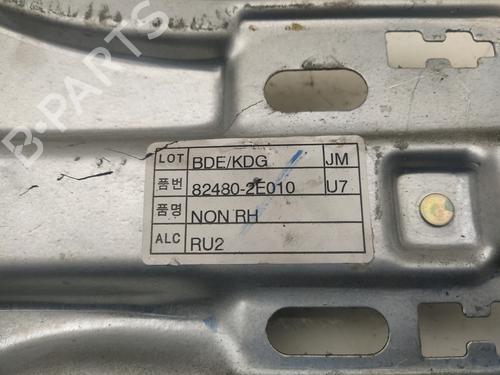 B-PARTS
LOT BDE/KDG JM
품번 82480-2E010 U7
품명 NON RH
ALC RU2